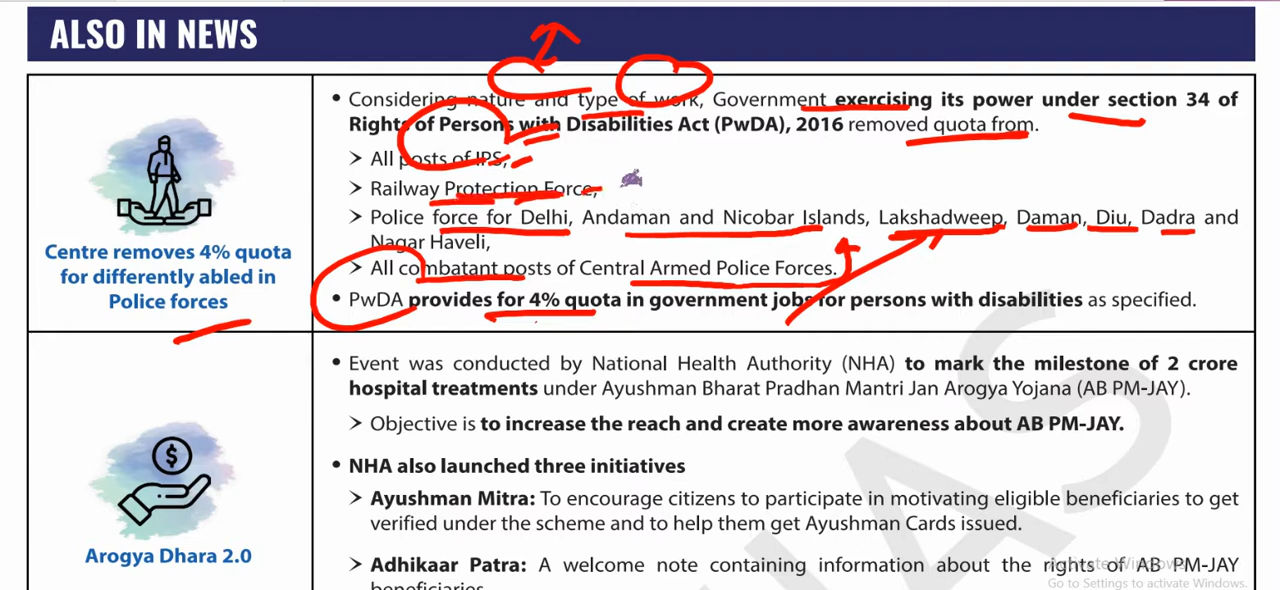 ALSO IN NEWS
Centre removes 4% quota
for differently abled in
Police forces
• Considering nature and type of work, Government exercising its power under section 34 of
Rights of Persons with Disabilities Act (PwDA), 2016 removed quota from.
➤ All posts of IPS,
➤ Railway Protection Force,
➤ Police force for Delhi, Andaman and Nicobar Islands, Lakshadweep, Daman, Diu, Dadra and
Nagar Haveli,
➤ All combatant posts of Central Armed Police Forces.
• PwDA provides for 4% quota in government jobs for persons with disabilities as specified.
Arogya Dhara 2.0
• Event was conducted by National Health Authority (NHA) to mark the milestone of 2 crore
hospital treatments under Ayushman Bharat Pradhan Mantri Jan Arogya Yojana (AB PM-JAY).
➤ Objective is to increase the reach and create more awareness about AB PM-JAY.
• NHA also launched three initiatives
➤ Ayushman Mitra: To encourage citizens to participate in motivating eligible beneficiaries to get
verified under the scheme and to help them get Ayushman Cards issued.
➤ Adhikaar Patra: A welcome note containing information about the rights of AB PM-JAY
beneficiaries.
Activate Windows
Go to Settings to activate Windows.